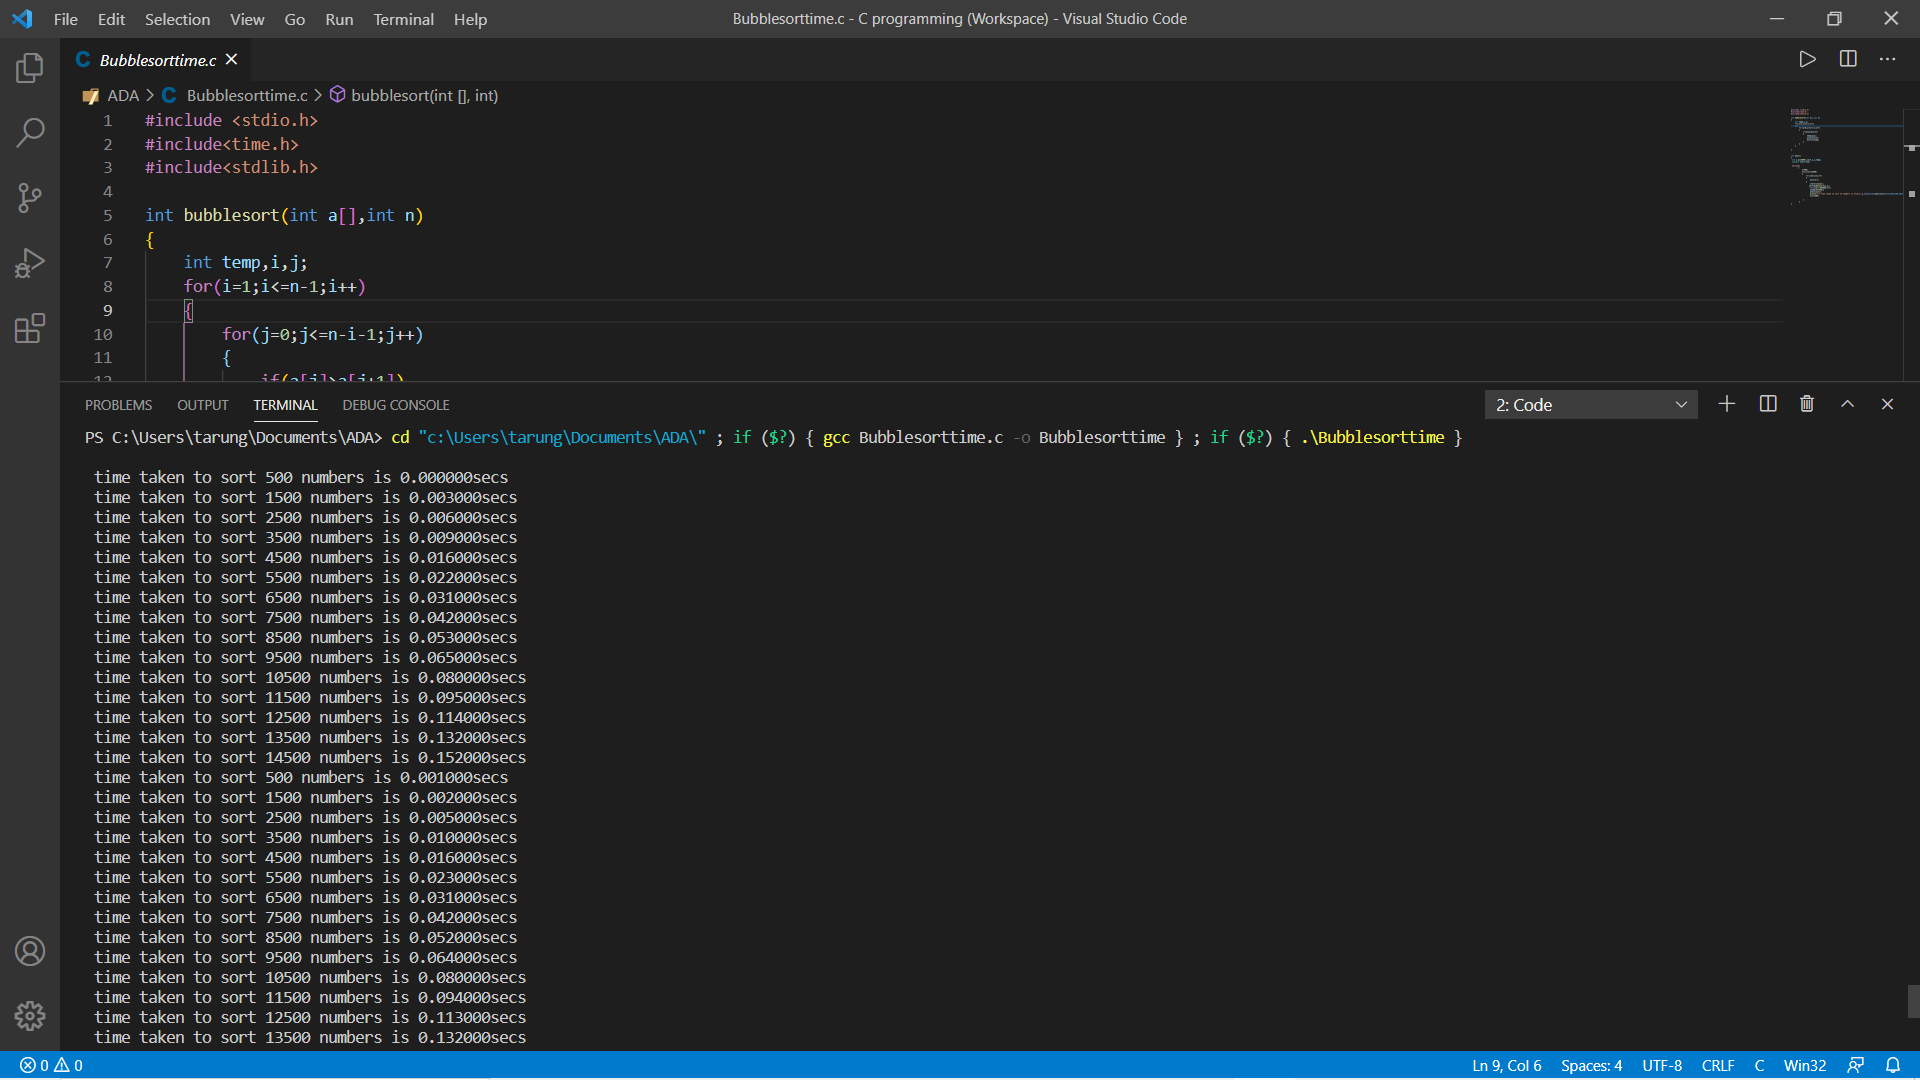 File Edit Selection View Go Run Terminal Help Bubblesorttime.c - C programming (Workspace) - Visual Studio Code
C Bubblesorttime.c
ADA > C Bubblesorttime.c > bubblesort(int [], int)
1 #include <stdio.h>
2 #include<time.h>
3 #include<stdlib.h>
4
5 int bubblesort(int a[],int n)
6 {
7 int temp,i,j;
8 for(i=1;i<=n-1;i++)
9 {
10 for(j=0;j<=n-i-1;j++)
11 {
12 if(a[j]>a[j+1])
PROBLEMS OUTPUT TERMINAL DEBUG CONSOLE 2: Code
PS C:\Users\tarung\Documents\ADA> cd "c:\Users\tarung\Documents\ADA\" ; if ($?) { gcc Bubblesorttime.c -o Bubblesorttime } ; if ($?) { .\Bubblesorttime }
time taken to sort 500 numbers is 0.000000secs
time taken to sort 1500 numbers is 0.003000secs
time taken to sort 2500 numbers is 0.006000secs
time taken to sort 3500 numbers is 0.009000secs
time taken to sort 4500 numbers is 0.016000secs
time taken to sort 5500 numbers is 0.022000secs
time taken to sort 6500 numbers is 0.031000secs
time taken to sort 7500 numbers is 0.042000secs
time taken to sort 8500 numbers is 0.053000secs
time taken to sort 9500 numbers is 0.065000secs
time taken to sort 10500 numbers is 0.080000secs
time taken to sort 11500 numbers is 0.095000secs
time taken to sort 12500 numbers is 0.114000secs
time taken to sort 13500 numbers is 0.132000secs
time taken to sort 14500 numbers is 0.152000secs
time taken to sort 500 numbers is 0.001000secs
time taken to sort 1500 numbers is 0.002000secs
time taken to sort 2500 numbers is 0.005000secs
time taken to sort 3500 numbers is 0.010000secs
time taken to sort 4500 numbers is 0.016000secs
time taken to sort 5500 numbers is 0.023000secs
time taken to sort 6500 numbers is 0.031000secs
time taken to sort 7500 numbers is 0.042000secs
time taken to sort 8500 numbers is 0.052000secs
time taken to sort 9500 numbers is 0.064000secs
time taken to sort 10500 numbers is 0.080000secs
time taken to sort 11500 numbers is 0.094000secs
time taken to sort 12500 numbers is 0.113000secs
time taken to sort 13500 numbers is 0.132000secs
0 0 Ln 9, Col 6 Spaces: 4 UTF-8 CRLF C Win32